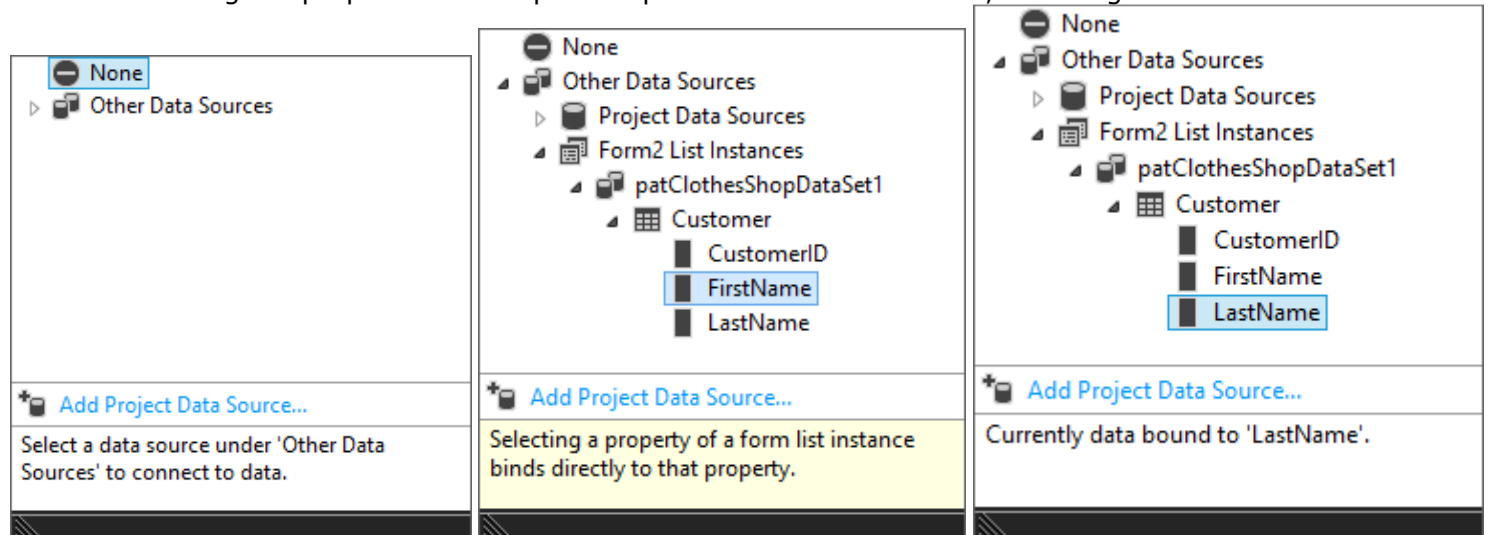 None
Other Data Sources
Add Project Data Source...
Select a data source under 'Other Data
Sources' to connect to data.
None
Other Data Sources
Project Data Sources
Form2 List Instances
patClothesShopDataSet1
Customer
CustomerID
FirstName
LastName
Add Project Data Source...
Selecting a property of a form list instance
binds directly to that property.
None
Other Data Sources
Project Data Sources
Form2 List Instances
patClothesShopDataSet1
Customer
CustomerID
FirstName
LastName
Add Project Data Source...
Currently data bound to 'LastName'.